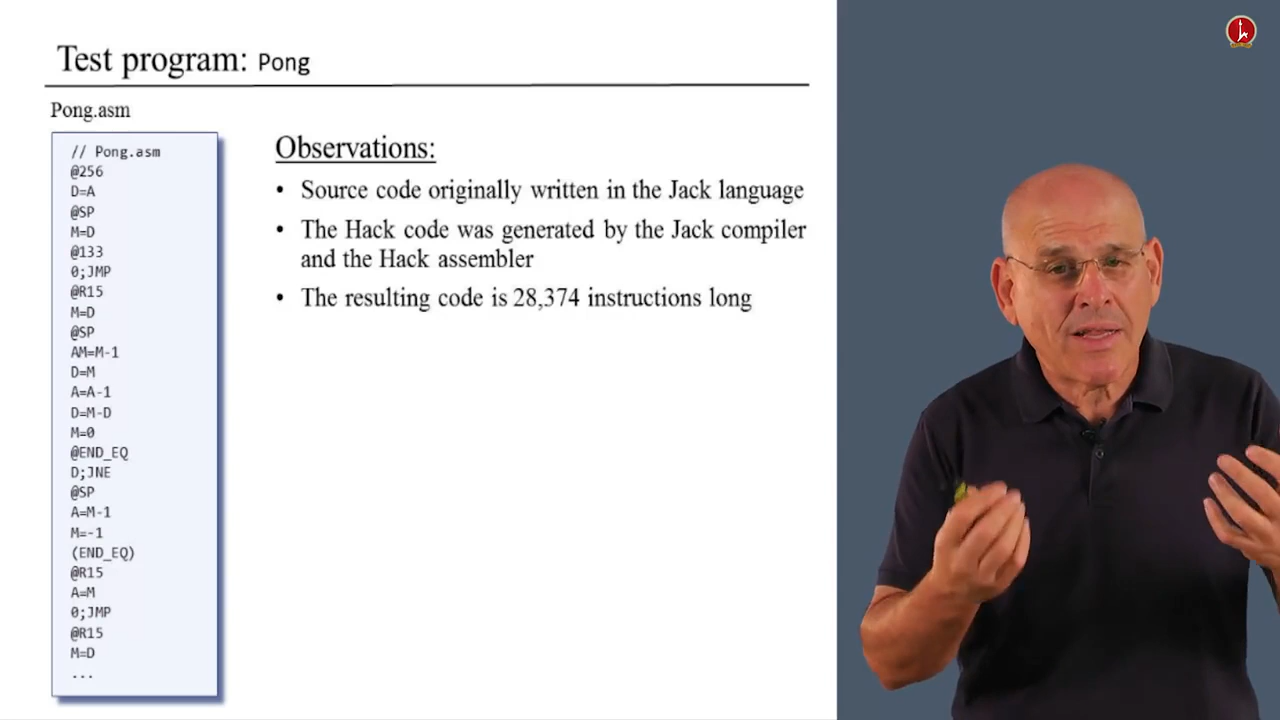 Test program: Pong
Pong.asm
// Pong.asm
@256
D=A
@SP
M=D
@133
0;JMP
@R15
M=D
@SP
AM=M-1
D=M
A=A-1
D=M-D
M=0
@END_EQ
D;JNE
@SP
A=M-1
M=-1
(END_EQ)
@R15
A=M
0;JMP
@R15
M=D
...
Observations:
• Source code originally written in the Jack language
• The Hack code was generated by the Jack compiler
and the Hack assembler
• The resulting code is 28,374 instructions long